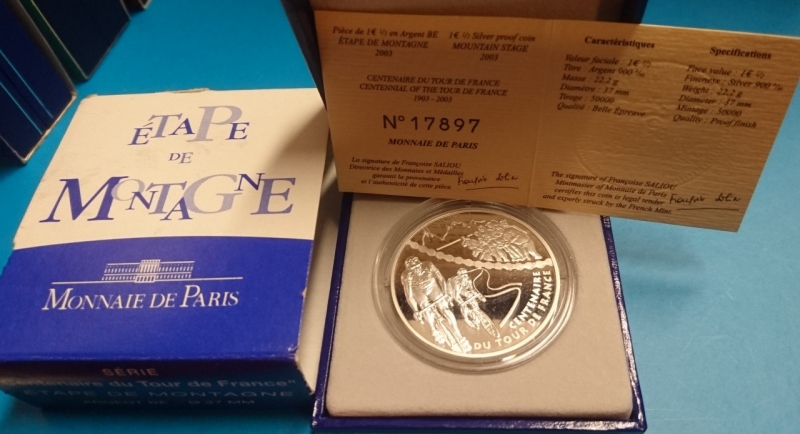 ÉTAPE
DE
MONTAGNE
MONNAIE DE PARIS
SÉRIE
du Tour de France"
ÉTAPE DE MONTAGNE
Pièce de 1€ ½ en Argent BE
ÉTAPE DE MONTAGNE
2003
1€ ½ Silver proof coin
MOUNTAIN STAGE
2003
CENTENAIRE DU TOUR DE FRANCE
CENTENNIAL OF THE TOUR DE FRANCE
1903 - 2003
N° 17897
MONNAIE DE PARIS
La signature de Françoise SALIOU
Directrice des Monnaies et Médailles
garantit la puissance
et l'authenticité de cette pièce.
Caractéristiques
Valeur faciale : 1€ ½
Titre : Argent 900 ‰
Masse : 22,2 g
Diamètre : 37 mm
Tirage : 50000
Qualité : Belle Épreuve
Specifications
Face value : 1€ ½
Fineness : Silver 900 ‰
Weight : 22,2 g
Diameter : 37 mm
Mintage : 50000
Quality : Proof finish
The signature of Françoise SALIOU
Mintmaster of Monnaie de Paris
certifies this coin is legal tender
and expertly struck by the French Mint.
CENTENAIRE
DU TOUR DE FRANCE